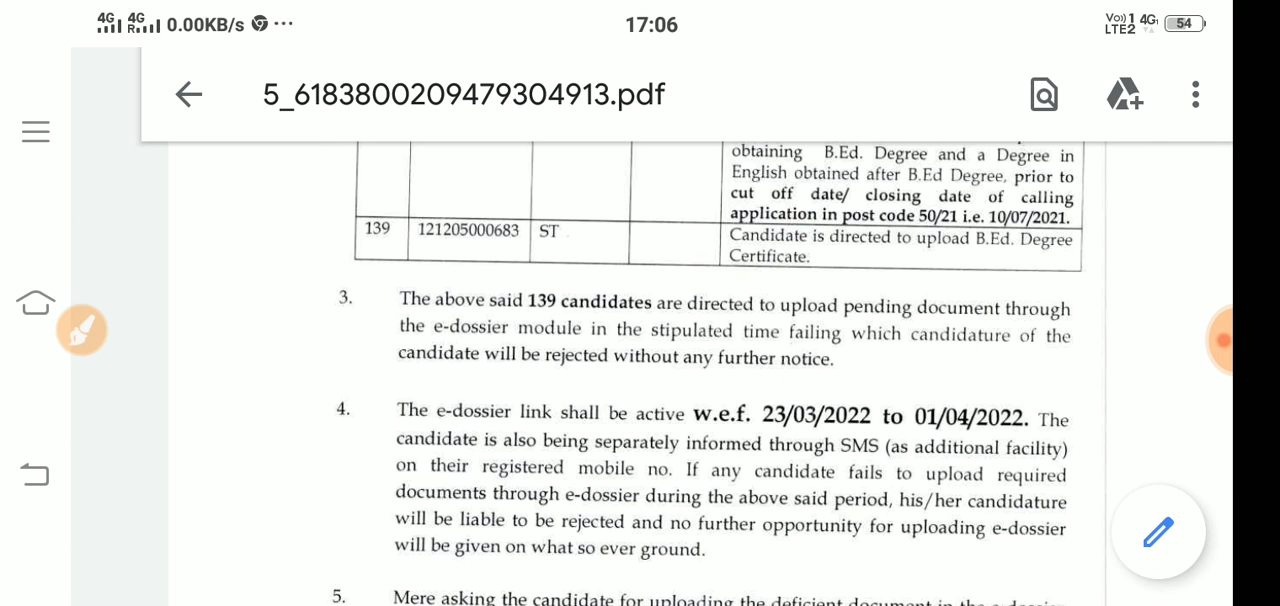 4G 4G R 0.00KB/s ...
17:06
Vo)) 1 4G LTE2 54
5_6183800209479304913.pdf
obtaining B.Ed. Degree and a Degree in
English obtained after B.Ed Degree, prior to
cut off date/ closing date of calling
application in post code 50/21 i.e. 10/07/2021.
139 121205000683 ST Candidate is directed to upload B.Ed. Degree
Certificate.
3. The above said 139 candidates are directed to upload pending document through
the e-dossier module in the stipulated time failing which candidature of the
candidate will be rejected without any further notice.
4. The e-dossier link shall be active w.e.f. 23/03/2022 to 01/04/2022. The
candidate is also being separately informed through SMS (as additional facility)
on their registered mobile no. If any candidate fails to upload required
documents through e-dossier during the above said period, his/her candidature
will be liable to be rejected and no further opportunity for uploading e-dossier
will be given on what so ever ground.
5. Mere asking the candidate for uploading the deficient document in the